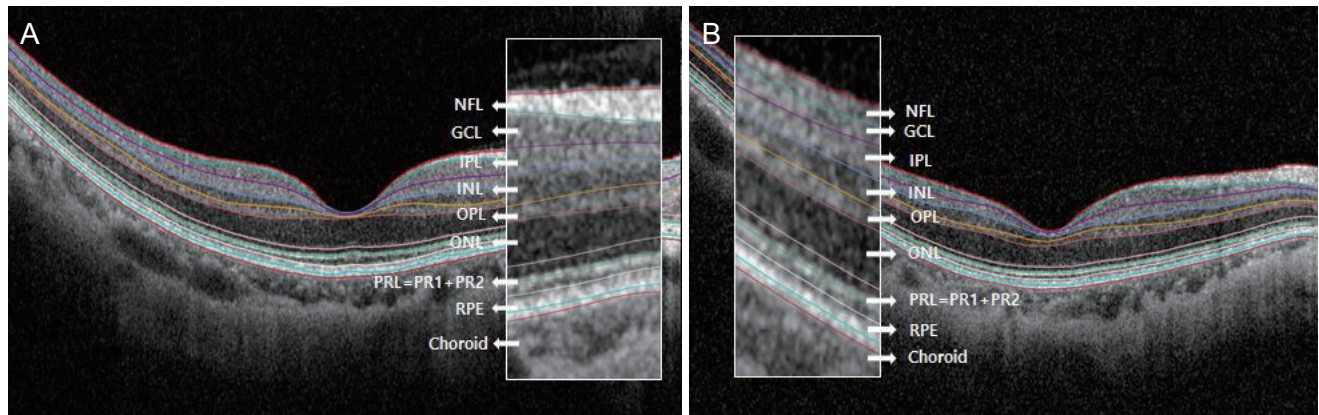 A
NFL
GCL
IPL
INL
OPL
ONL
PRL=PR1+PR2
RPE
Choroid
B
NFL
GCL
IPL
INL
OPL
ONL
PRL=PR1+PR2
RPE
Choroid